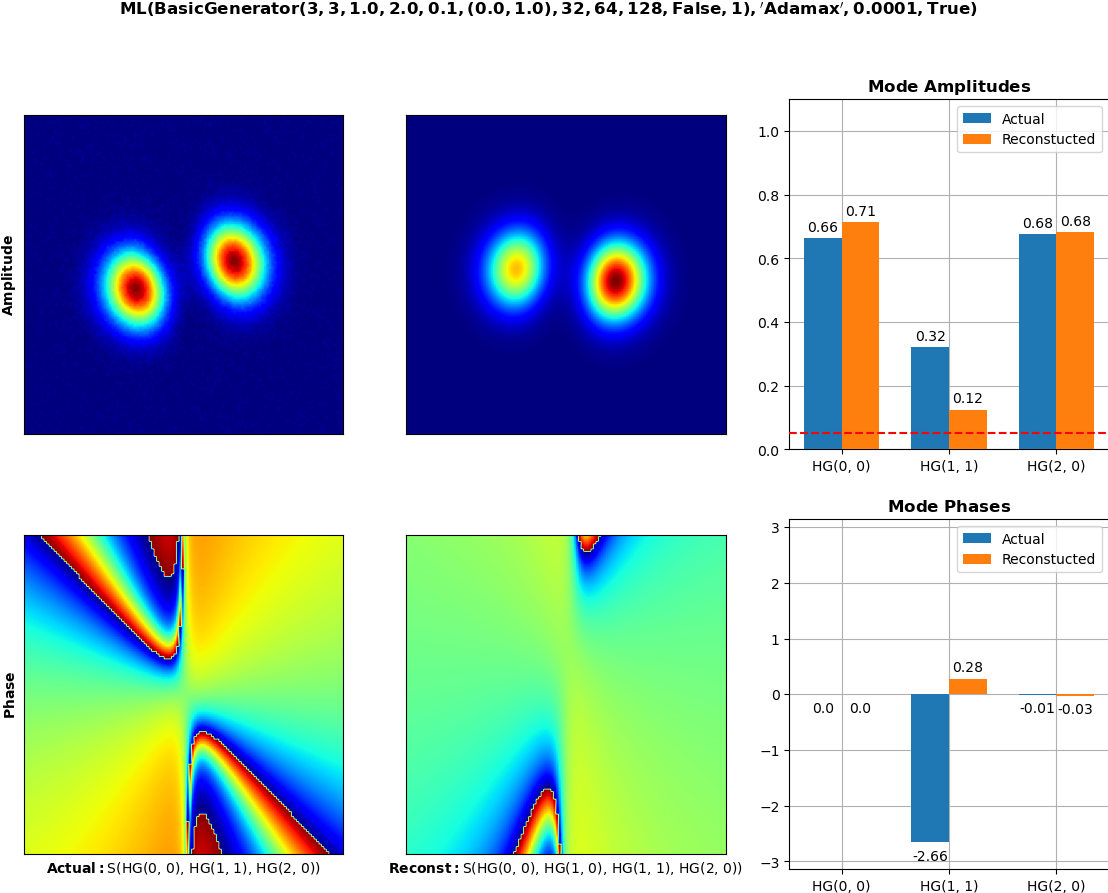 ML(BasicGenerator(3, 3, 1.0, 2.0, 0.1, (0.0, 1.0), 32, 64, 128, False, 1), ′Adamax′, 0.0001, True)
Amplitude
Mode Amplitudes
Actual
Reconstucted
1.0
0.8
0.6
0.4
0.2
0.0
0.66
0.71
0.32
0.12
0.68
0.68
HG(0, 0)
HG(1, 1)
HG(2, 0)
Phase
Actual: S(HG(0, 0), HG(1, 1), HG(2, 0))
Reconst: S(HG(0, 0), HG(1, 0), HG(1, 1), HG(2, 0))
Mode Phases
Actual
Reconstucted
3
2
1
0
−1
−2
−3
0.0
0.0
-2.66
0.28
-0.01
-0.03
HG(0, 0)
HG(1, 1)
HG(2, 0)